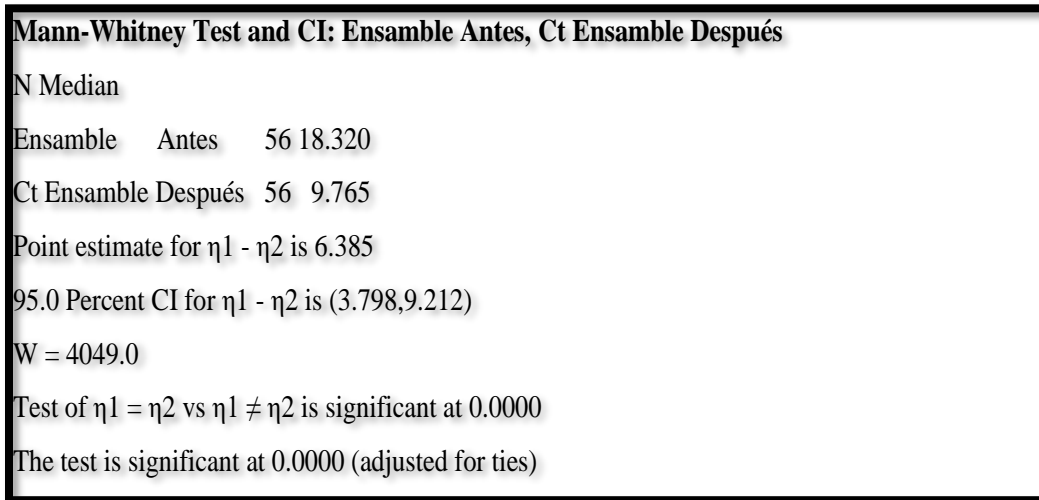 Mann-Whitney Test and CI: Ensamble Antes, Ct Ensamble Después
N Median
Ensamble Antes 56 18.320
Ct Ensamble Después 56 9.765
Point estimate for η1 - η2 is 6.385
95.0 Percent CI for η1 - η2 is (3.798,9.212)
W = 4049.0
Test of η1 = η2 vs η1 ≠ η2 is significant at 0.0000
The test is significant at 0.0000 (adjusted for ties)